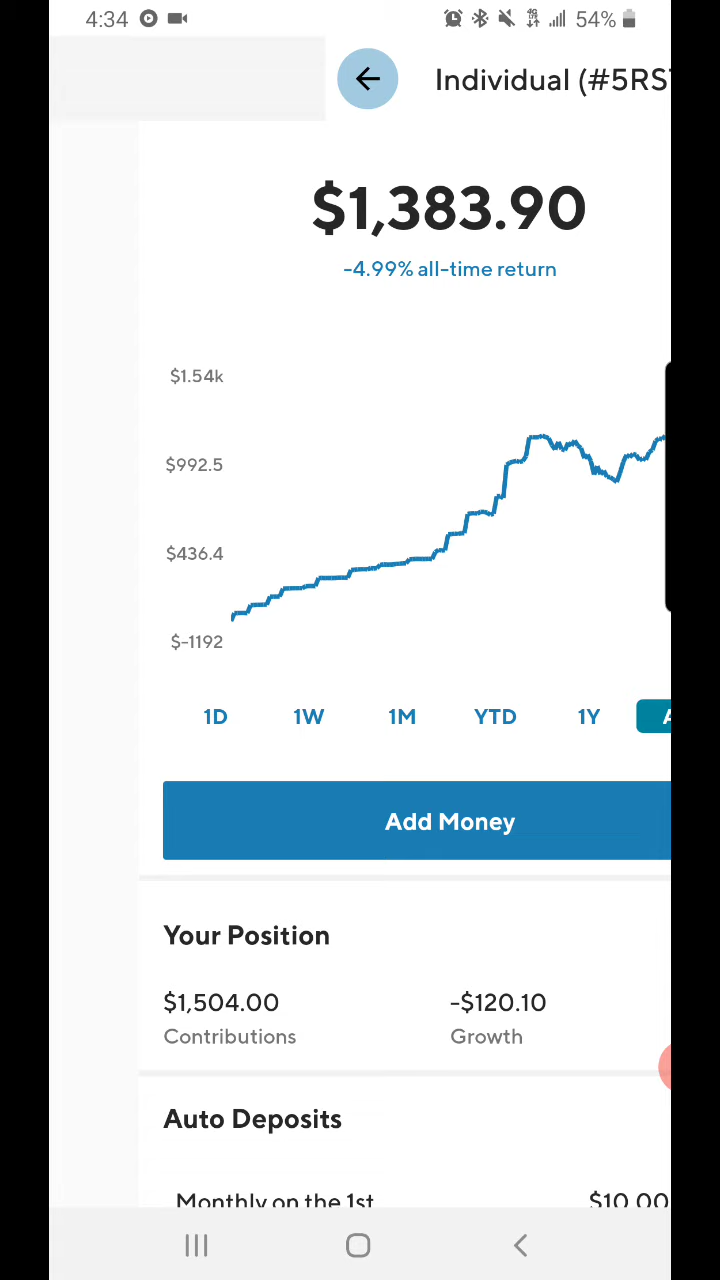 4:34 54%
Individual (#5RS
$1,383.90
-4.99% all-time return
$1.54k
$992.5
$436.4
$-1192
1D 1W 1M YTD 1Y A
Add Money
Your Position
$1,504.00 -$120.10
Contributions Growth
Auto Deposits
Monthly on the 1st $10.00